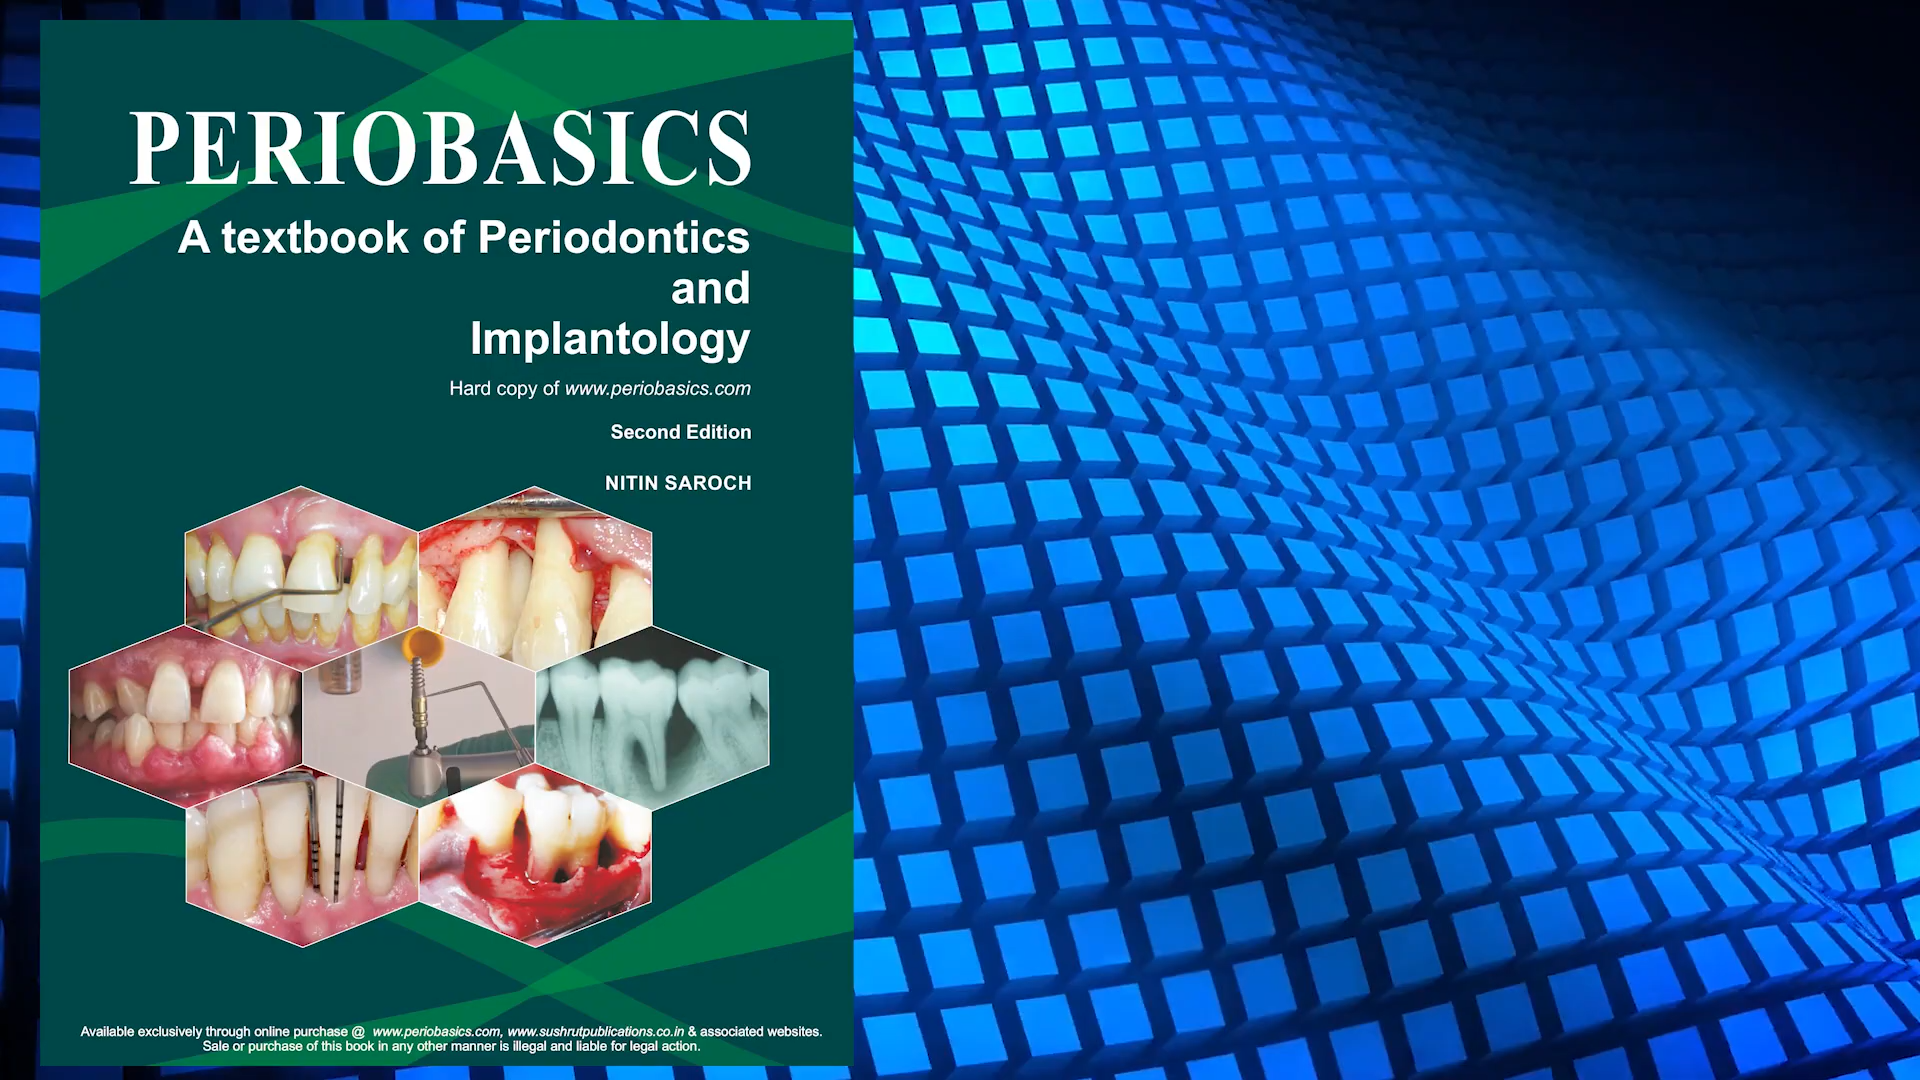 PERIOBASICS
A textbook of Periodontics
and
Implantology
Hard copy of www.periobasics.com
Second Edition
NITIN SAROCH
Available exclusively through online purchase @ www.periobasics.com, www.sushrutpublications.co.in & associated websites.
Sale or purchase of this book in any other manner is illegal and liable for legal action.